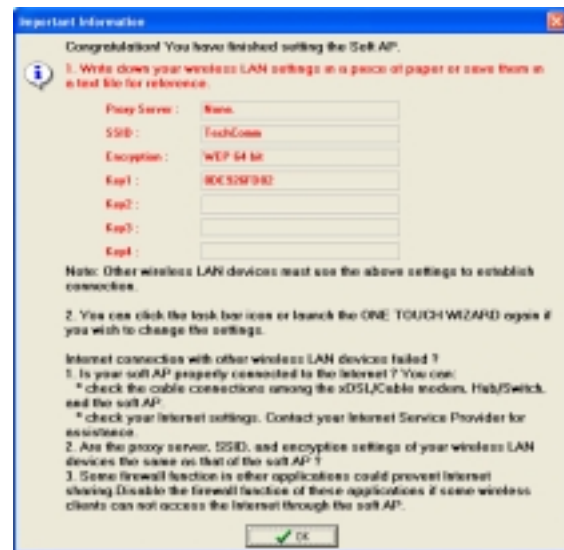 Important Information
Congratulation! You have finished setting the Soft AP.
1. Write down your wireless LAN settings in a peice of paper or save them in
a text file for reference.
Proxy Server : None.
SSID : TechComm
Encryption : WEP 64 bit
Key1 :
Key2 :
Key3 :
Key4 :
Note: Other wireless LAN devices must use the above settings to establish
connection.
2. You can click the task bar icon or launch the ONE TOUCH WIZARD again if
you wish to change the settings.
Internet connection with other wireless LAN devices failed ?
1. Is your soft AP properly connected to the Internet ? You can:
* check the cable connections among the xDSL/Cable modem, Hub/Switch,
and the soft AP.
* check your Internet settings. Contact your Internet Service Provider for
assistance.
2. Are the proxy server, SSID, and encryption settings of your wireless LAN
devices the same as that of the soft AP ?
3. Some firewall function in other applications could prevent Internet
sharing.Disable the firewall function of these applications if some wireless
clients can not access the Internet through the soft AP.
OK